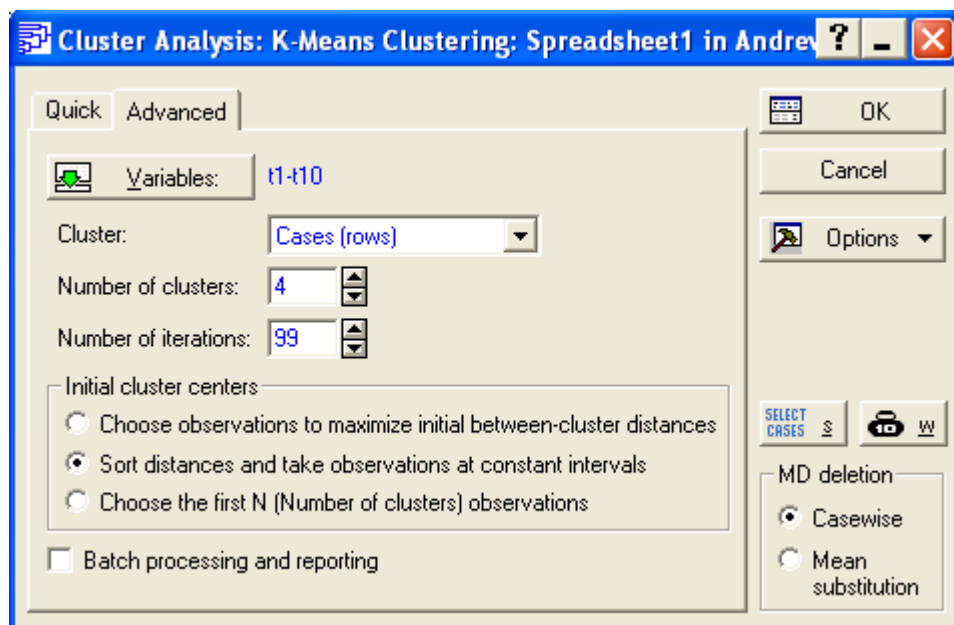 Cluster Analysis: K-Means Clustering: Spreadsheet1 in Andrew
Quick Advanced
Variables: t1-t10
Cluster: Cases (rows)
Number of clusters: 4
Number of iterations: 99
Initial cluster centers
Choose observations to maximize initial between-cluster distances
Sort distances and take observations at constant intervals
Choose the first N (Number of clusters) observations
Batch processing and reporting
OK
Cancel
Options
SELECT CASES S
W
MD deletion
Casewise
Mean
substitution